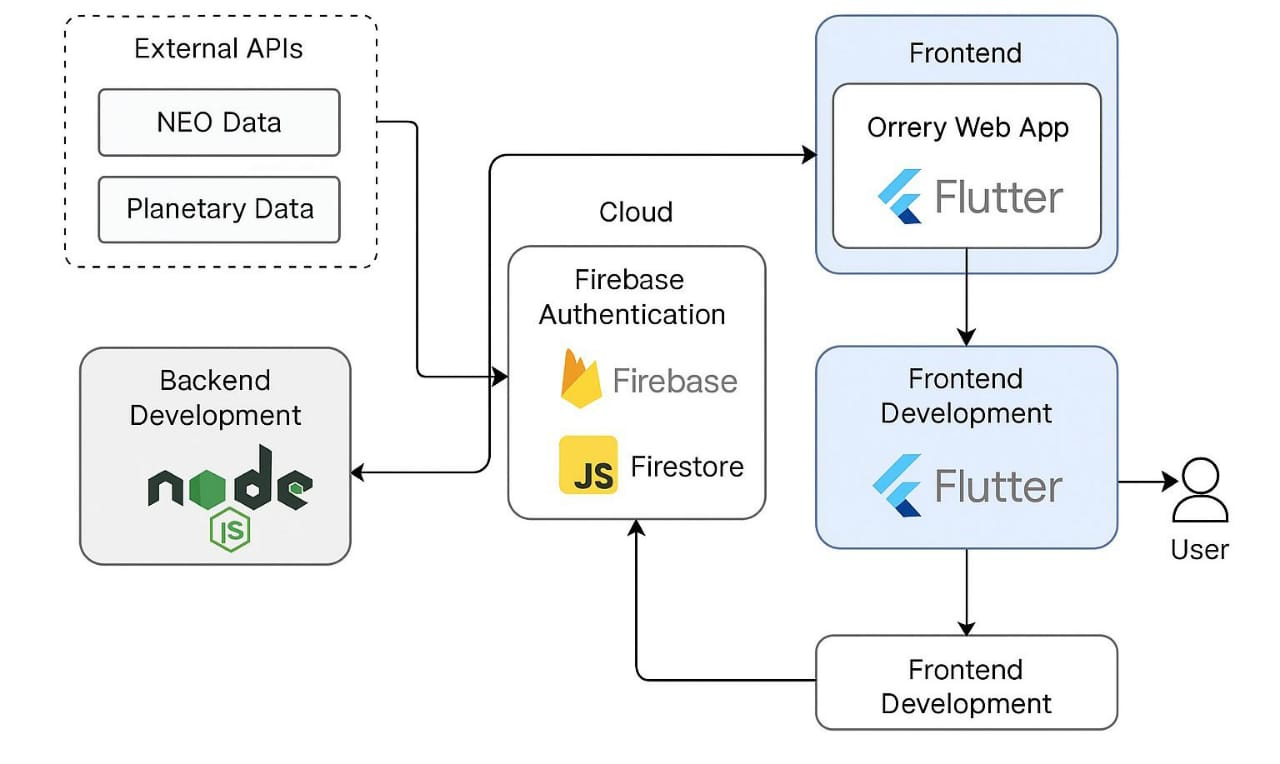 External APIs
NEO Data
Planetary Data
Backend
Development
node
JS
Cloud
Firebase
Authentication
Firebase
JS Firestore
Frontend
Orrery Web App
Flutter
Frontend
Development
Flutter
User
Frontend
Development